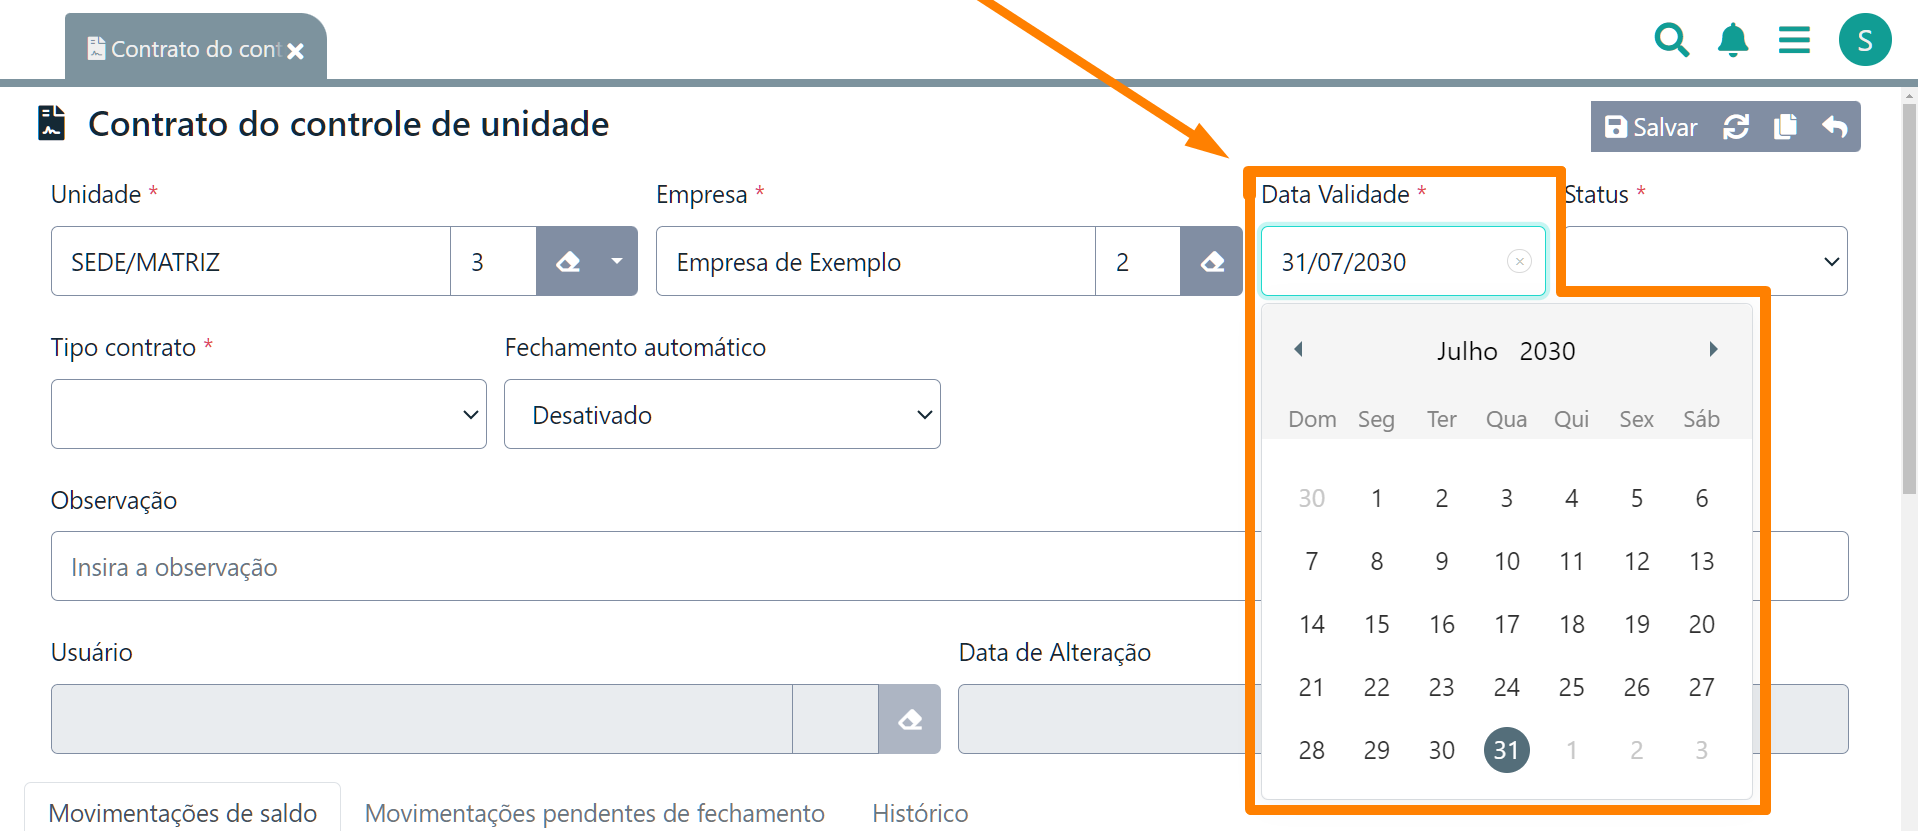 Contrato do cont
S
Contrato do controle de unidade
Salvar
Unidade *
Empresa *
Data Validade *
Status *
SEDE/MATRIZ 3
Empresa de Exemplo 2
31/07/2030
Tipo contrato *
Fechamento automático
Desativado
Julho 2030
Dom Seg Ter Qua Qui Sex Sáb
30 1 2 3 4 5 6
7 8 9 10 11 12 13
14 15 16 17 18 19 20
21 22 23 24 25 26 27
28 29 30 31 1 2 3
Observação
Insira a observação
Usuário
Data de Alteração
Movimentações de saldo
Movimentações pendentes de fechamento
Histórico